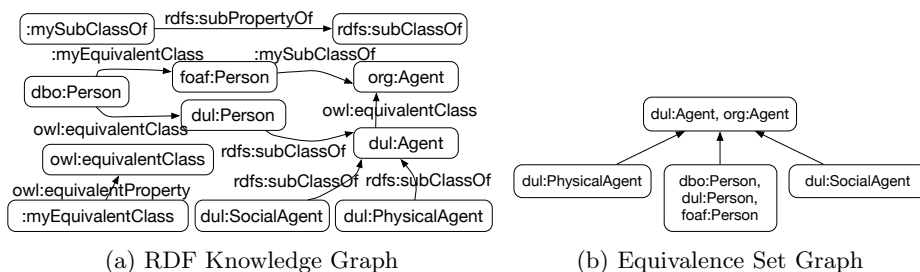 :mySubClassOf
rdfs:subPropertyOf
rdfs:subClassOf
:myEquivalentClass
:mySubClassOf
foaf:Person
org:Agent
dbo:Person
owl:equivalentClass
dul:Person
owl:equivalentClass
dul:Agent
rdfs:subClassOf
owl:equivalentClass
rdfs:subClassOf
rdfs:subClassOf
owl:equivalentProperty
:myEquivalentClass
dul:SocialAgent
dul:PhysicalAgent
(a) RDF Knowledge Graph
dul:Agent, org:Agent
dul:PhysicalAgent
dbo:Person,
dul:Person,
foaf:Person
dul:SocialAgent
(b) Equivalence Set Graph